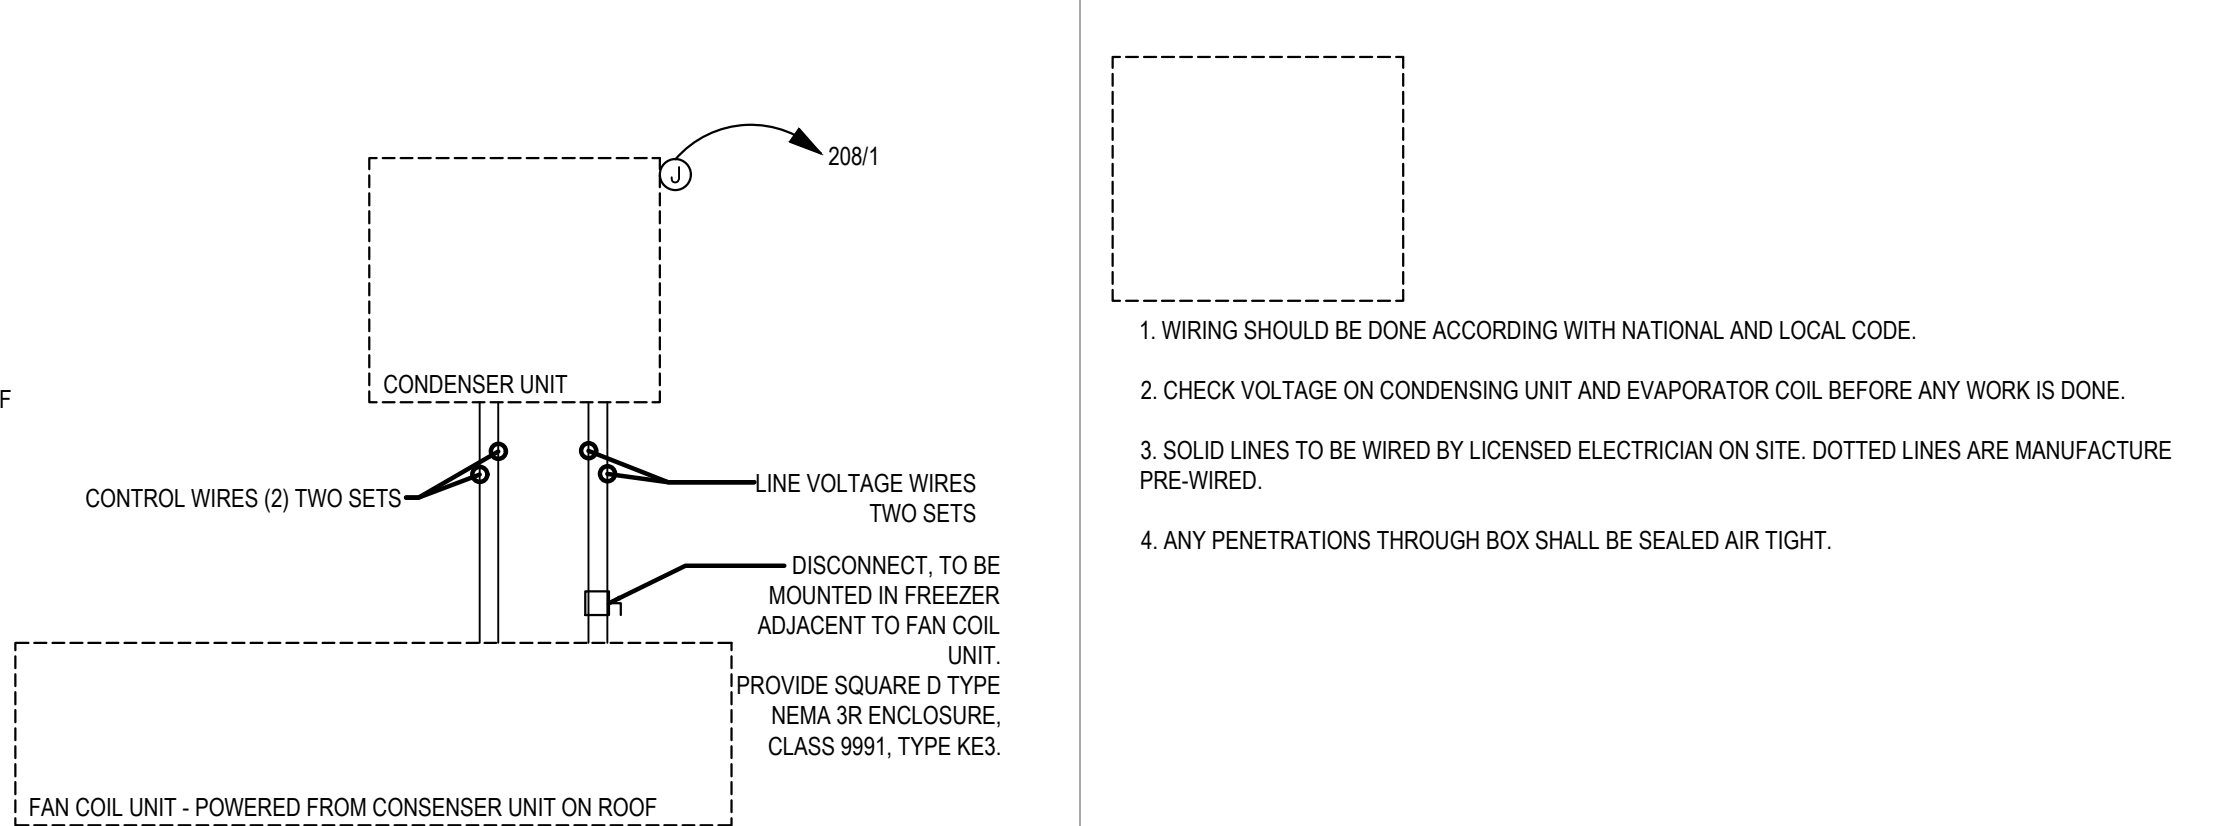 208/1
J
CONDENSER UNIT
F
CONTROL WIRES (2) TWO SETS
LINE VOLTAGE WIRES
TWO SETS
DISCONNECT, TO BE
MOUNTED IN FREEZER
ADJACENT TO FAN COIL
UNIT.
PROVIDE SQUARE D TYPE
NEMA 3R ENCLOSURE,
CLASS 9991, TYPE KE3.
FAN COIL UNIT - POWERED FROM CONSENSER UNIT ON ROOF
1. WIRING SHOULD BE DONE ACCORDING WITH NATIONAL AND LOCAL CODE.
2. CHECK VOLTAGE ON CONDENSING UNIT AND EVAPORATOR COIL BEFORE ANY WORK IS DONE.
3. SOLID LINES TO BE WIRED BY LICENSED ELECTRICIAN ON SITE. DOTTED LINES ARE MANUFACTURE
PRE-WIRED.
4. ANY PENETRATIONS THROUGH BOX SHALL BE SEALED AIR TIGHT.